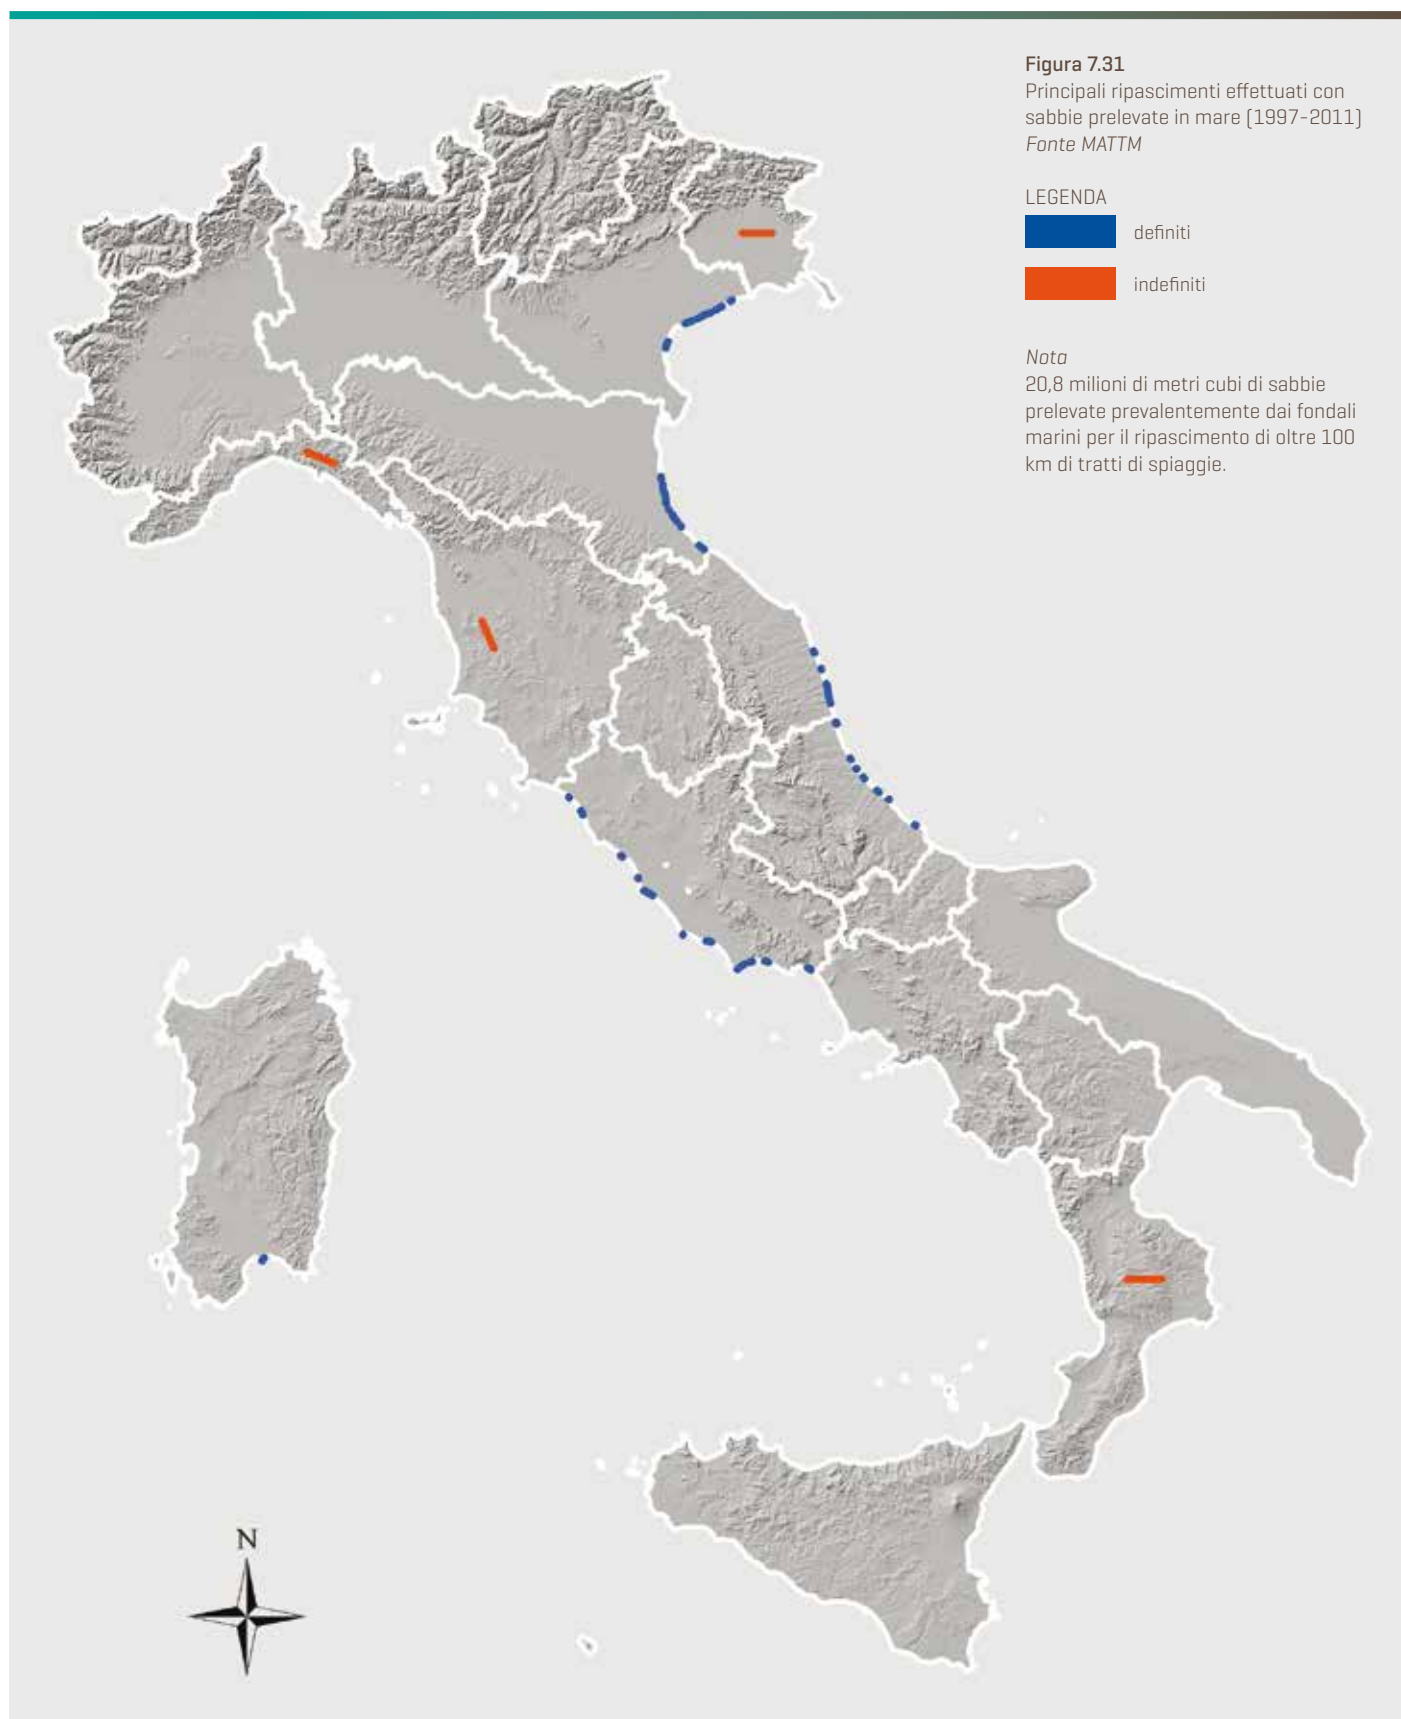 Figura 7.31
Principali ripascimenti effettuati con
sabbie prelevate in mare (1997-2011)
Fonte MATTM
LEGENDA
definiti
indefiniti
Nota
20,8 milioni di metri cubi di sabbie
prelevate prevalentemente dai fondali
marini per il ripascimento di oltre 100
km di tratti di spiaggie.
N